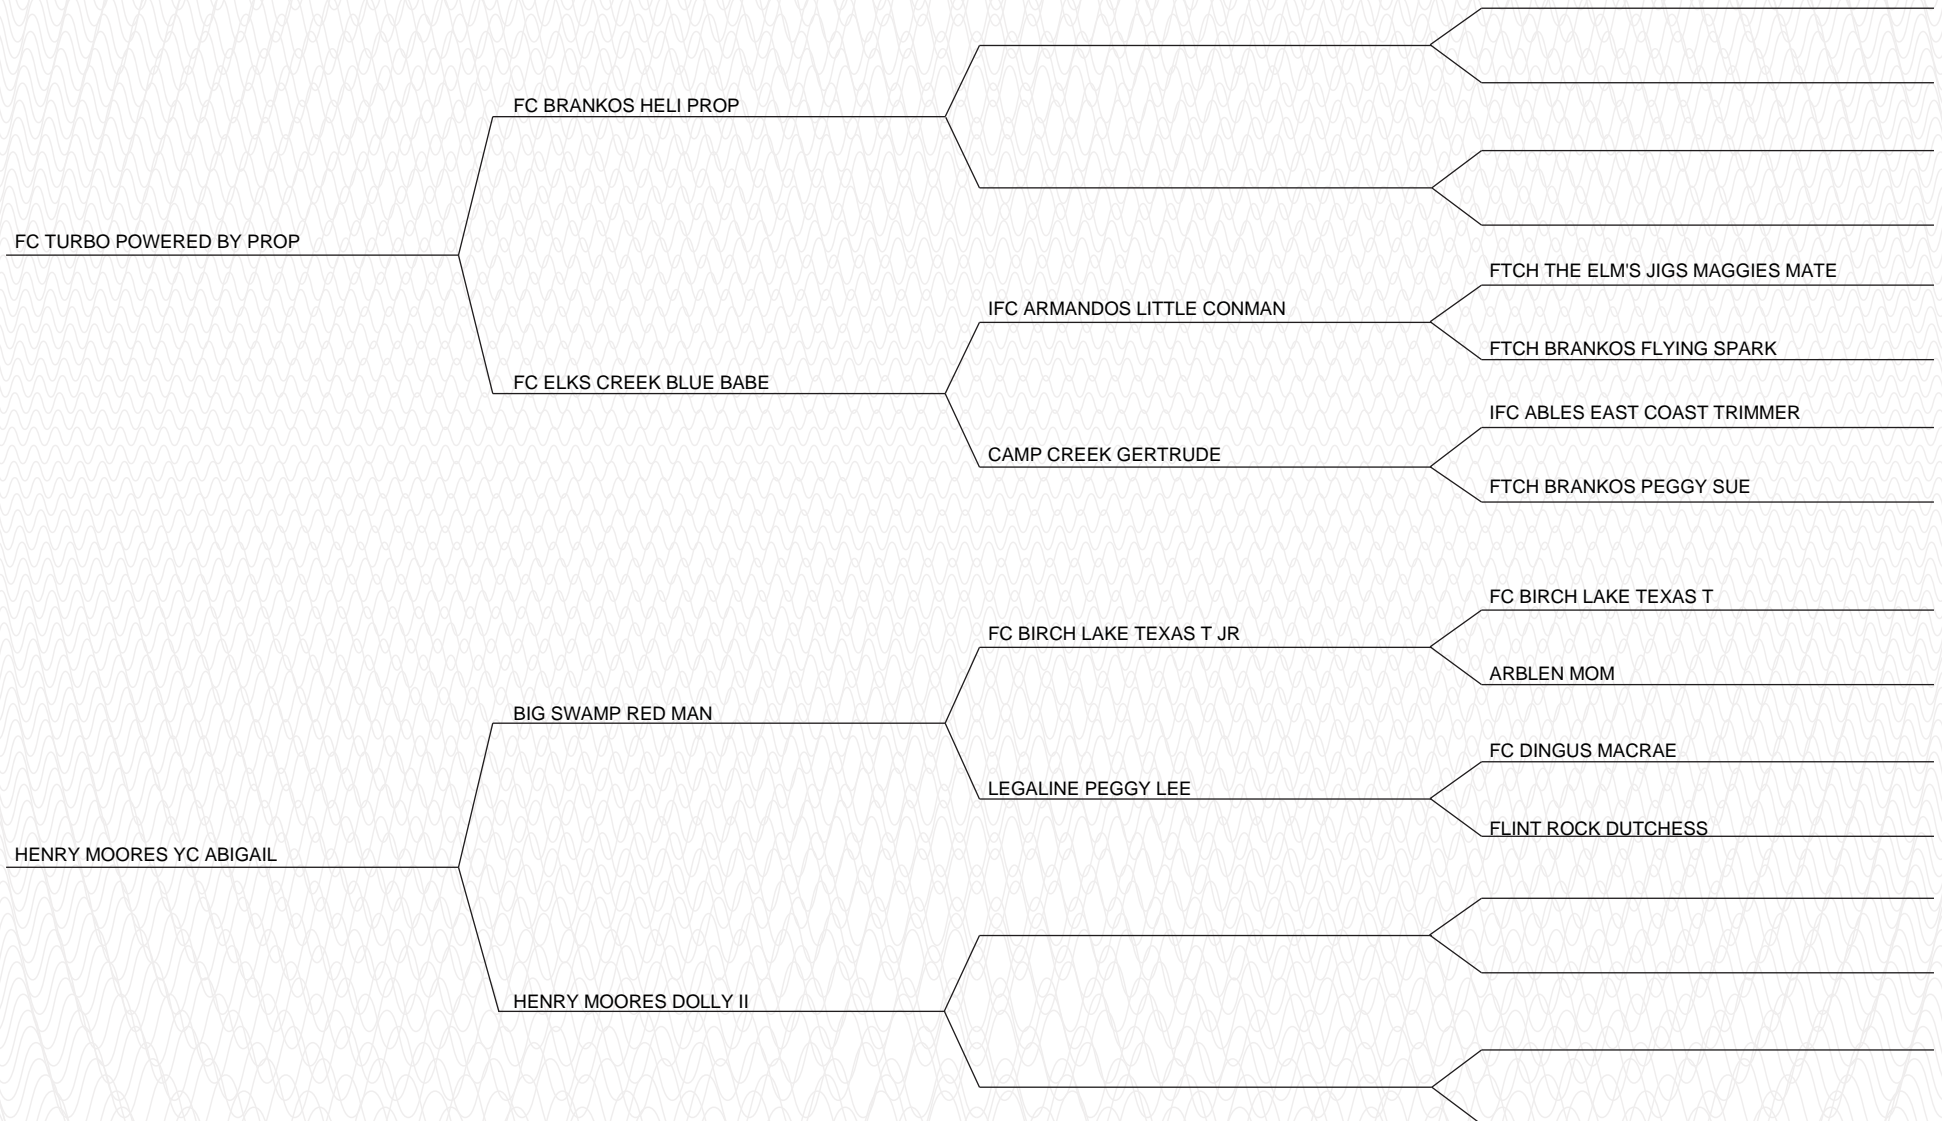 FC BRANKOS HELI PROP
FC TURBO POWERED BY PROP
FTCH THE ELM'S JIGS MAGGIES MATE
IFC ARMANDOS LITTLE CONMAN
FTCH BRANKOS FLYING SPARK
FC ELKS CREEK BLUE BABE
IFC ABLES EAST COAST TRIMMER
CAMP CREEK GERTRUDE
FTCH BRANKOS PEGGY SUE
FC BIRCH LAKE TEXAS T
FC BIRCH LAKE TEXAS T JR
ARBLEN MOM
BIG SWAMP RED MAN
FC DINGUS MACRAE
LEGALINE PEGGY LEE
FLINT ROCK DUTCHESS
HENRY MOORES YC ABIGAIL
HENRY MOORES DOLLY II